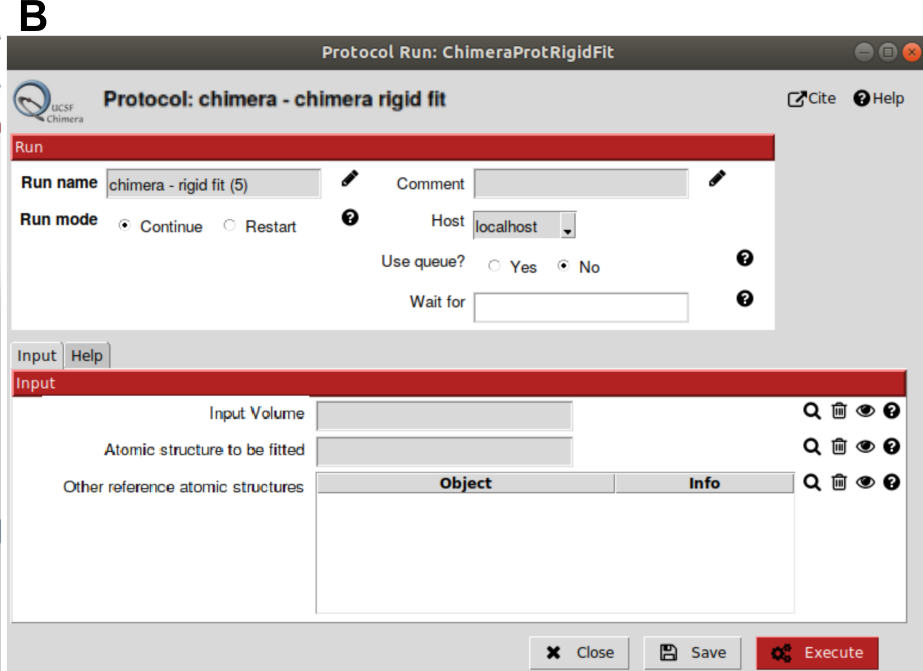 B
Protocol Run: ChimeraProtRigidFit
UCSF
Chimera
Protocol: chimera - chimera rigid fit
Cite
Help
Run
Run name chimera - rigid fit (5)
Comment
Run mode Continue Restart
Host localhost
Use queue? Yes No
Wait for
Input Help
Input
Input Volume
Atomic structure to be fitted
Other reference atomic structures Object Info
Close Save Execute